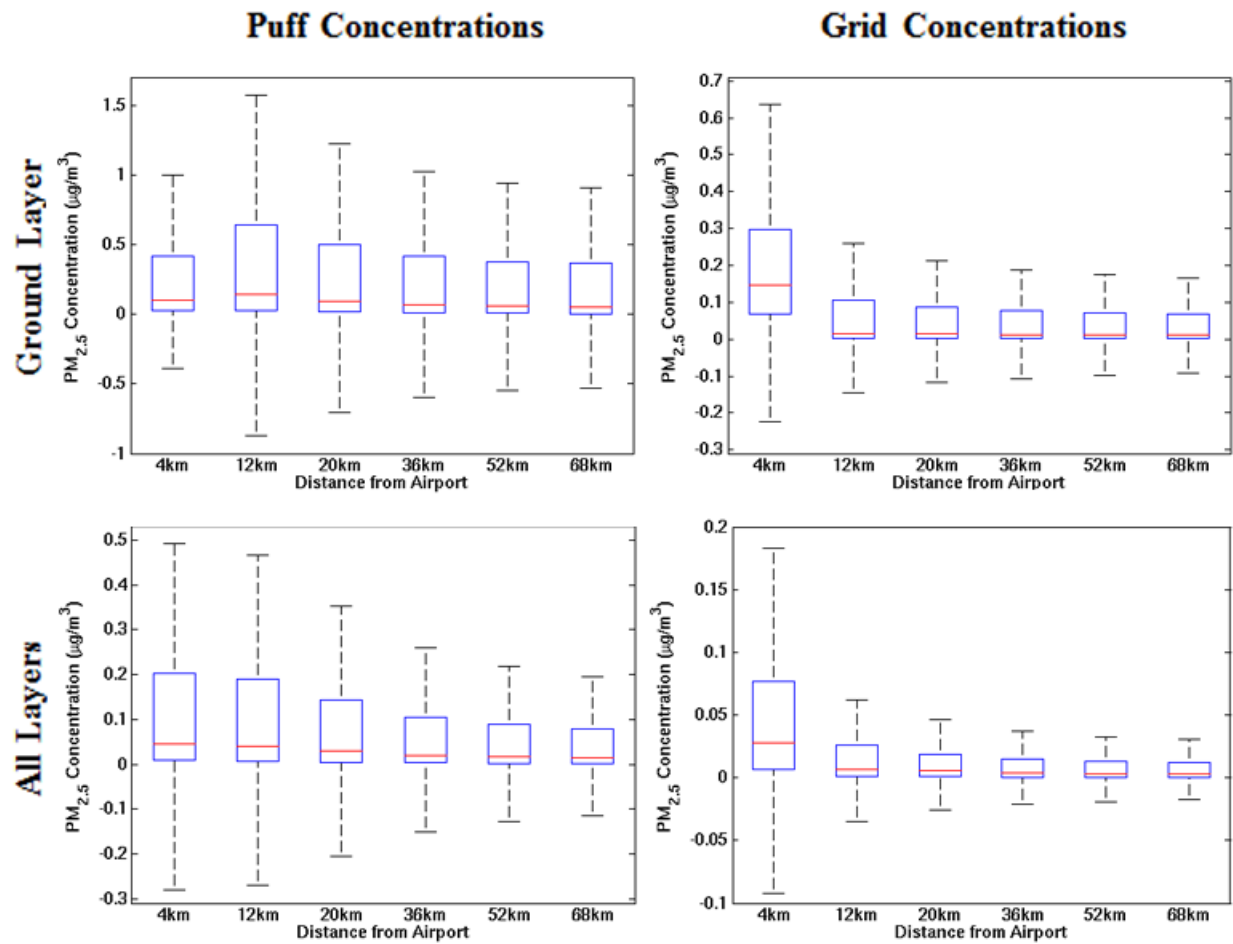 Puff Concentrations
Grid Concentrations
Ground Layer
PM2.5 Concentration (μg/m3)
1.5
1
0.5
0
-0.5
-1
4km 12km 20km 36km 52km 68km
Distance from Airport
PM2.5 Concentration (μg/m3)
0.7
0.6
0.5
0.4
0.3
0.2
0.1
0
-0.1
-0.2
-0.3
4km 12km 20km 36km 52km 68km
Distance from Airport
All Layers
PM2.5 Concentration (μg/m3)
0.5
0.4
0.3
0.2
0.1
0
-0.1
-0.2
-0.3
4km 12km 20km 36km 52km 68km
Distance from Airport
PM2.5 Concentration (μg/m3)
0.2
0.15
0.1
0.05
0
-0.05
-0.1
4km 12km 20km 36km 52km 68km
Distance from Airport